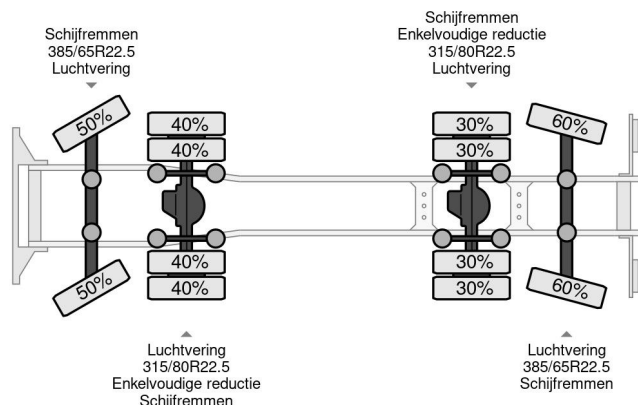 Schijfremmen
385/65R22.5
Luchtvering
Schijfremmen
Enkelvoudige reductie
315/80R22.5
Luchtvering
50%
40%
40%
30%
30%
60%
50%
40%
40%
30%
30%
60%
Luchtvering
315/80R22.5
Enkelvoudige reductie
Schijfremmen
Luchtvering
385/65R22.5
Schijfremmen